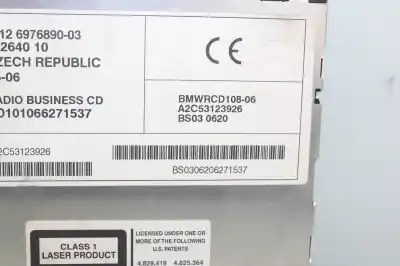 12 6976890-03
2640 10
ZECH REPUBLIC
-06
ADIO BUSINESS CD
D101066271537
CE
BMWRCD108-06
A2C53123926
BS03 0620
2C53123926
BS0306206271537
CLASS 1
LASER PRODUCT
LICENSED UNDER ONE OR
MORE OF THE FOLLOWING
U.S. PATENTS
4,829,419 4,625,364